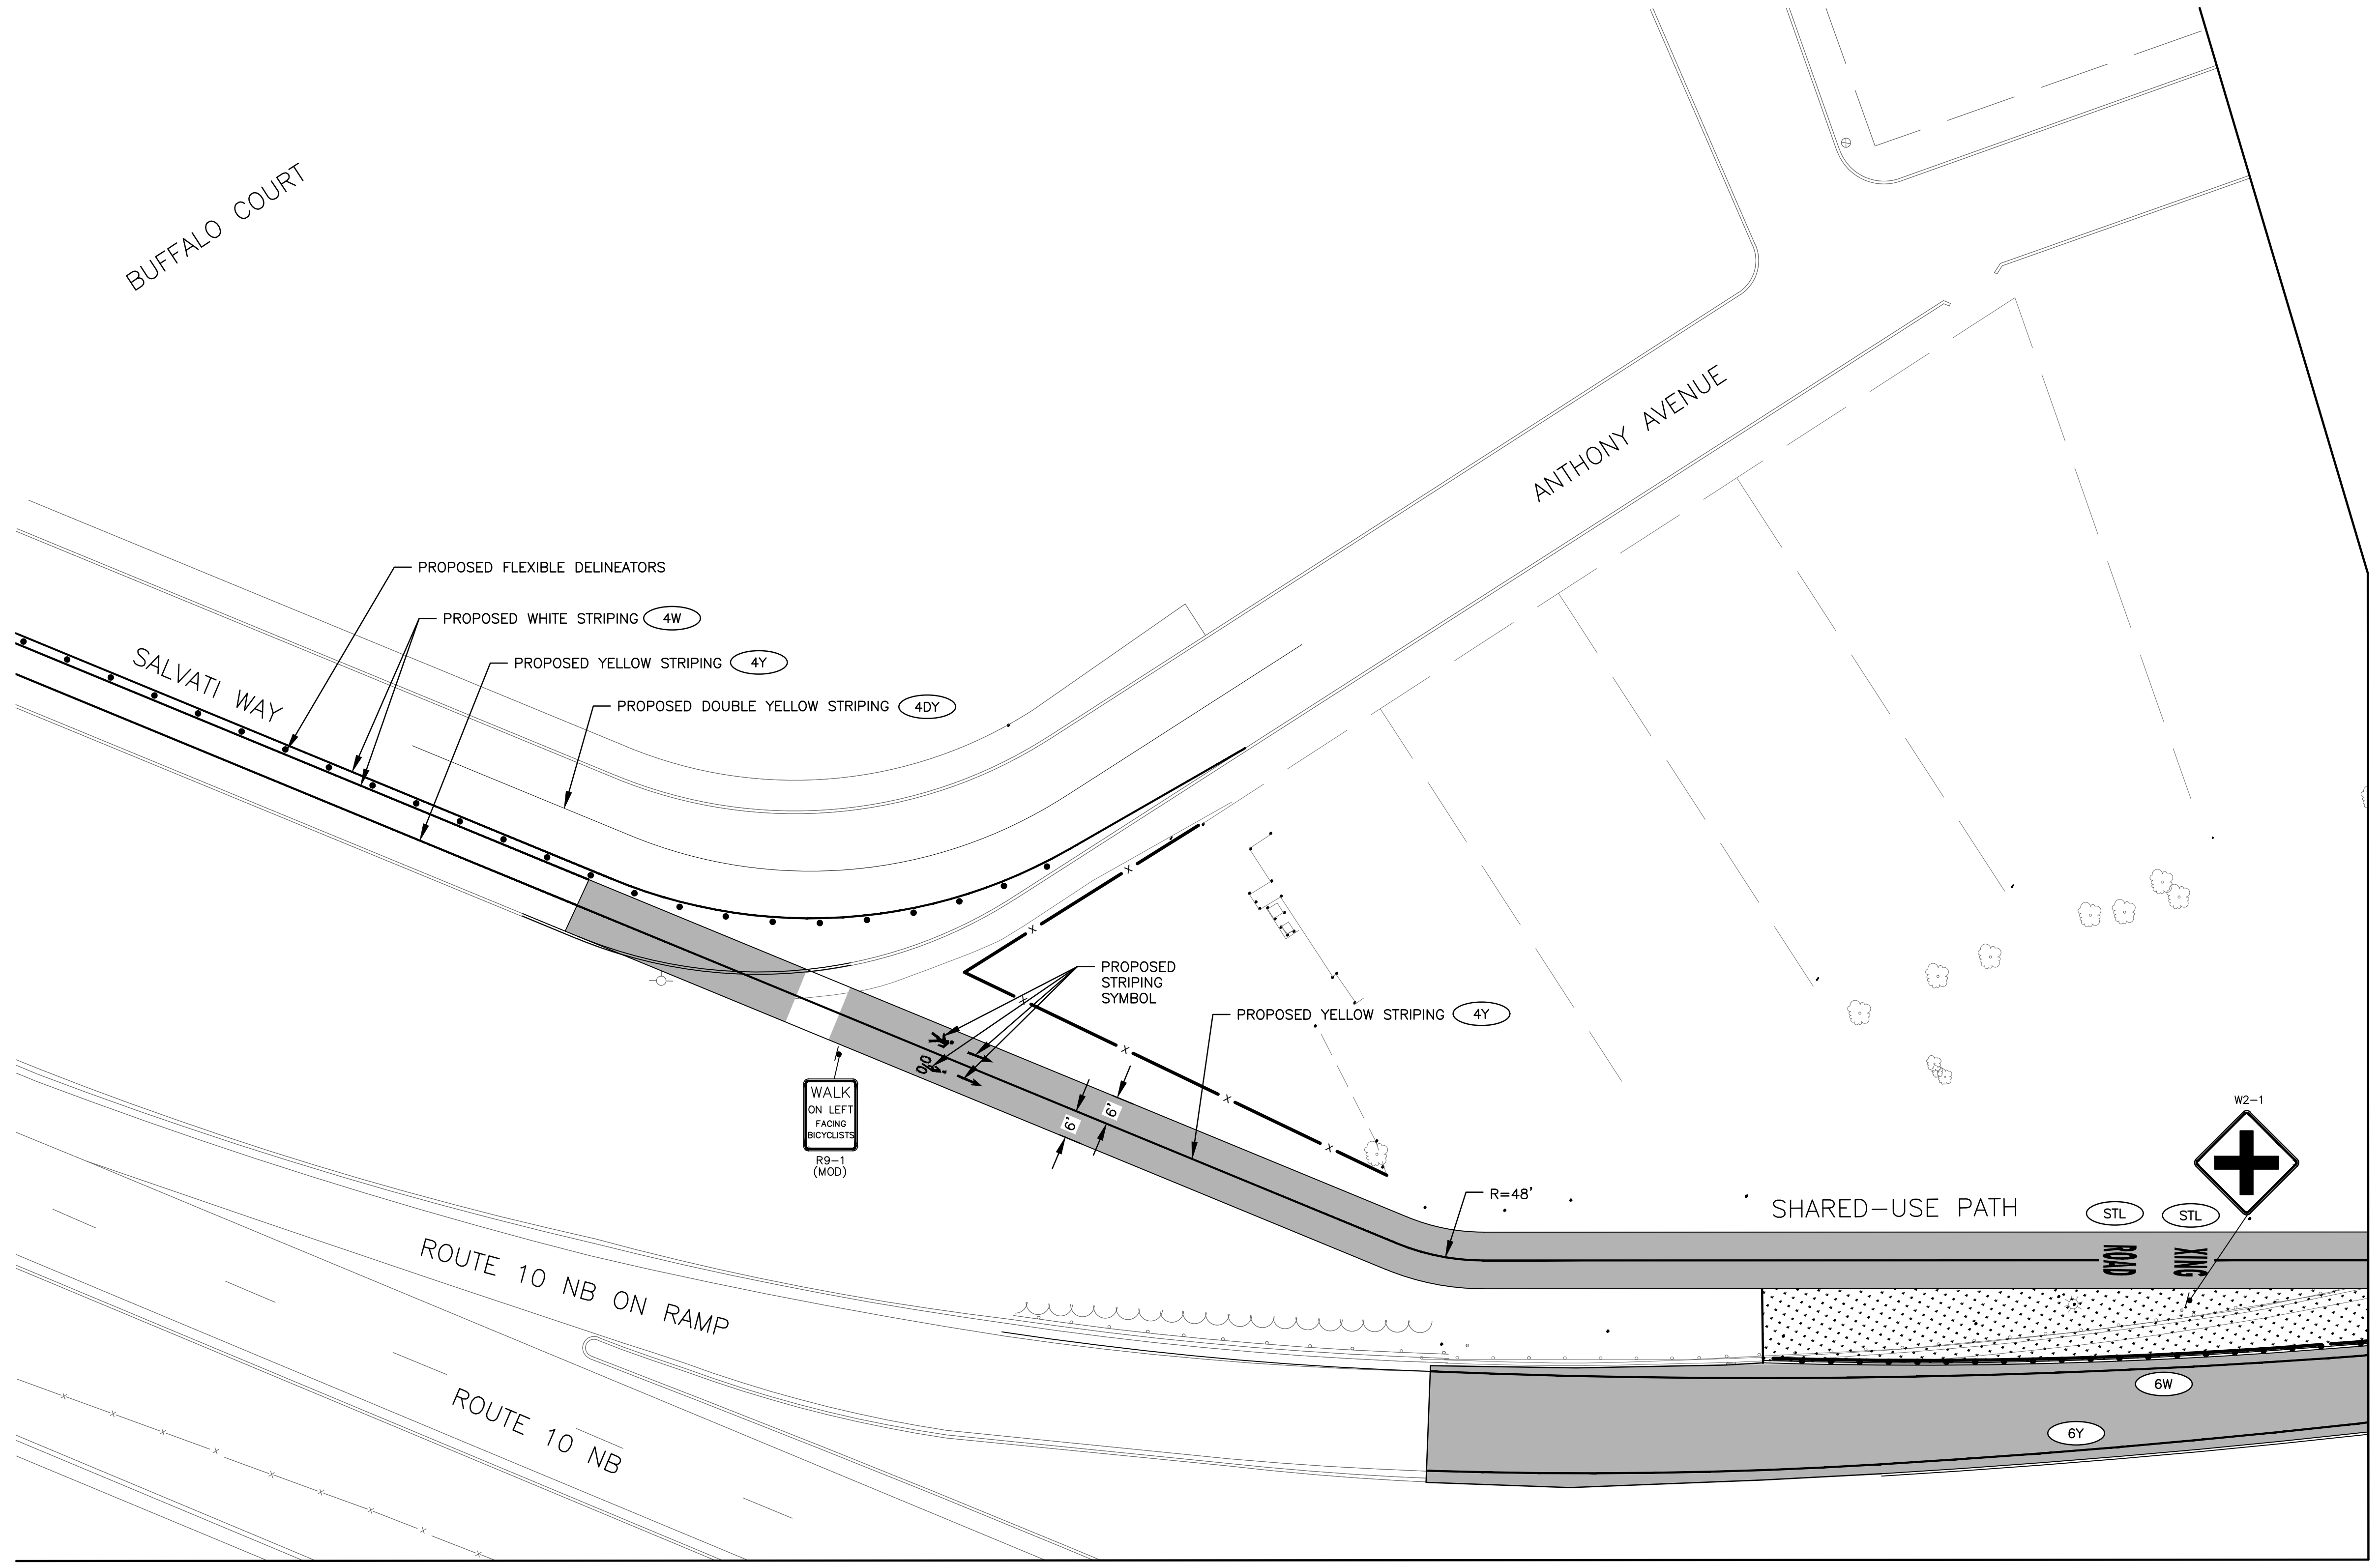 BUFFALO COURT
ANTHONY AVENUE
PROPOSED FLEXIBLE DELINEATORS
PROPOSED WHITE STRIPING 4W
SALVATI WAY
PROPOSED YELLOW STRIPING 4Y
PROPOSED DOUBLE YELLOW STRIPING 4DY
PROPOSED
STRIPING
SYMBOL
PROPOSED YELLOW STRIPING 4Y
WALK
ON LEFT
FACING
BICYCLISTS
R9-1
(MOD)
6'
6'
W2-1
R=48'
SHARED-USE PATH
STL
STL
ROAD
XING
ROUTE 10 NB ON RAMP
ROUTE 10 NB
6W
6Y